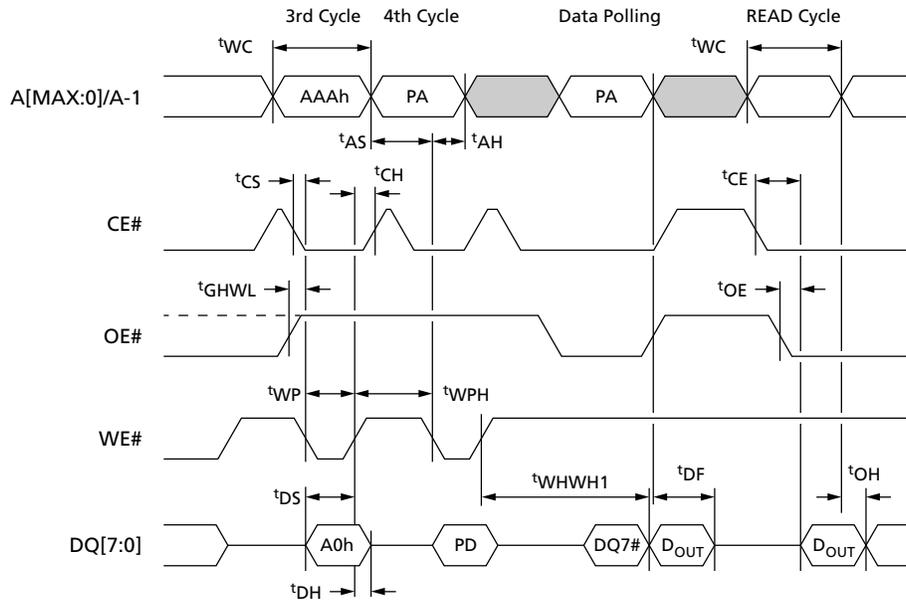 3rd Cycle 4th Cycle Data Polling READ Cycle
tWC tWC
A[MAX:0]/A-1 AAAh PA PA
tAS tAH
tCS tCH tCE
CE#
tGHWL tOE
OE#
tWP tWPH
WE#
tWHWH1 tDF tOH
tDS
DQ[7:0] A0h PD DQ7# DOUT DOUT
tDH